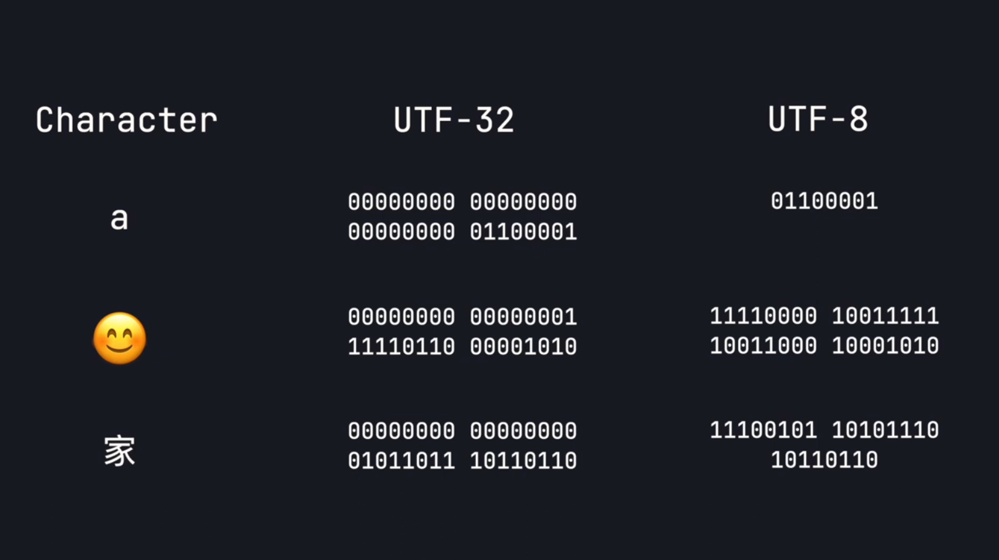 Character UTF-32 UTF-8
a 00000000 00000000 01100001
00000000 01100001
😊 00000000 00000001 11110000 10011111
11110110 00001010 10011000 10001010
家 00000000 00000000 11100101 10101110
01011011 10110110 10110110